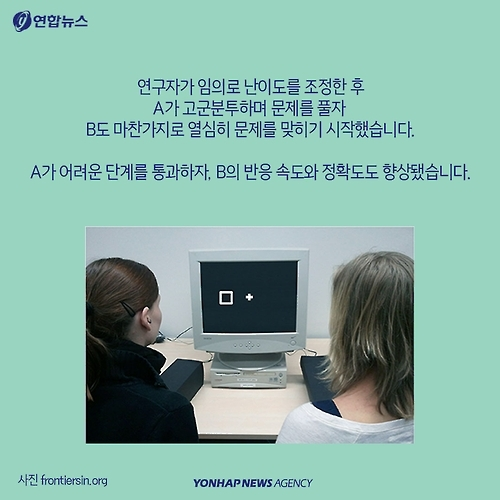 연합뉴스
연구자가 임의로 난이도를 조정한 후
A가 고군분투하며 문제를 풀자
B도 마찬가지로 열심히 문제를 맞히기 시작했습니다.
A가 어려운 단계를 통과하자, B의 반응 속도와 정확도도 향상됐습니다.
사진 frontiersin.org
YONHAP NEWS AGENCY